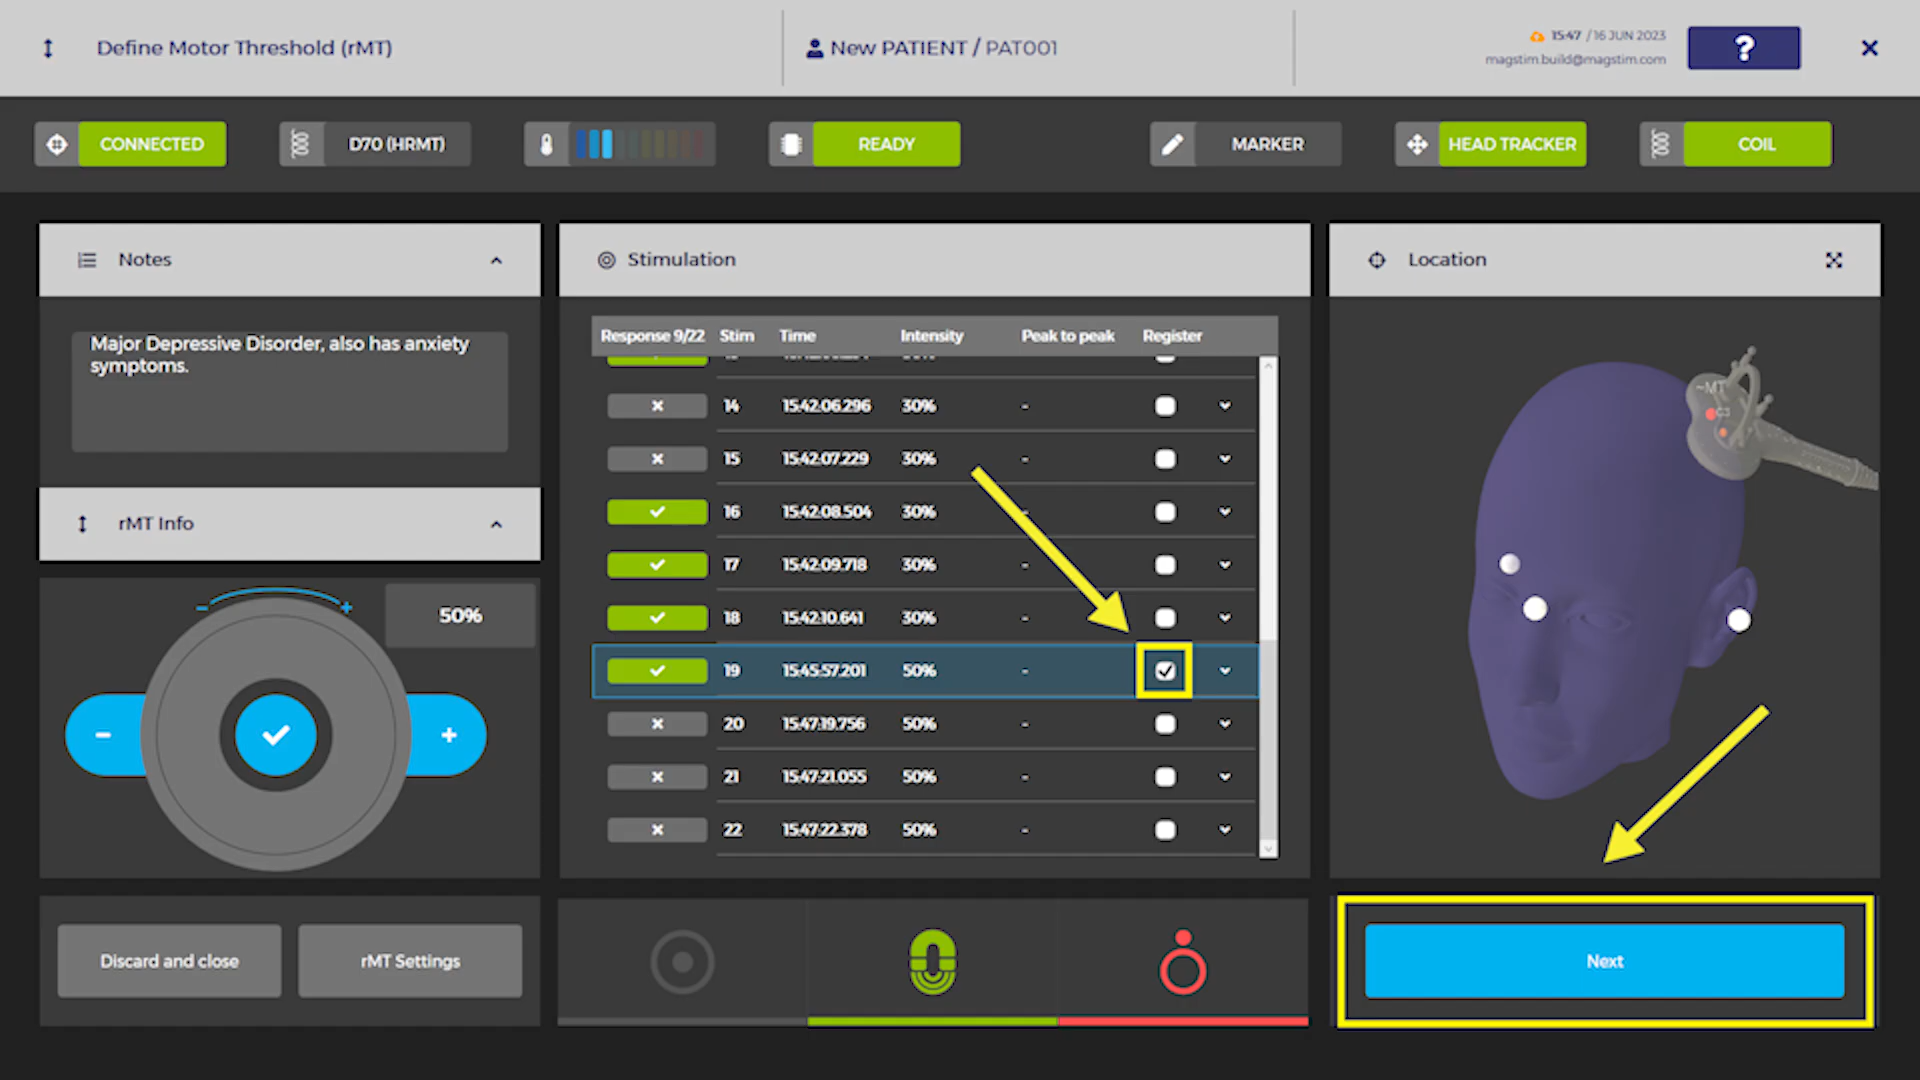 Define Motor Threshold (rMT)
New PATIENT / PAT001
15:47 / 16 JUN 2023
magstim.build@magstim.com
?
CONNECTED
D70 (HRMT)
READY
MARKER
HEAD TRACKER
COIL
Notes
Major Depressive Disorder, also has anxiety
symptoms.
rMT Info
50%
Discard and close
rMT Settings
Stimulation
Response 9/22 Stim Time Intensity Peak to peak Register
14 15:42:06.296 30% -
15 15:42:07.229 30% -
16 15:42:08.504 30% -
17 15:42:09.718 30% -
18 15:42:10.641 30% -
19 15:45:57.201 50% -
20 15:47:19.756 50% -
21 15:47:21.055 50% -
22 15:47:22.378 50% -
Location
~MT
C3
Next